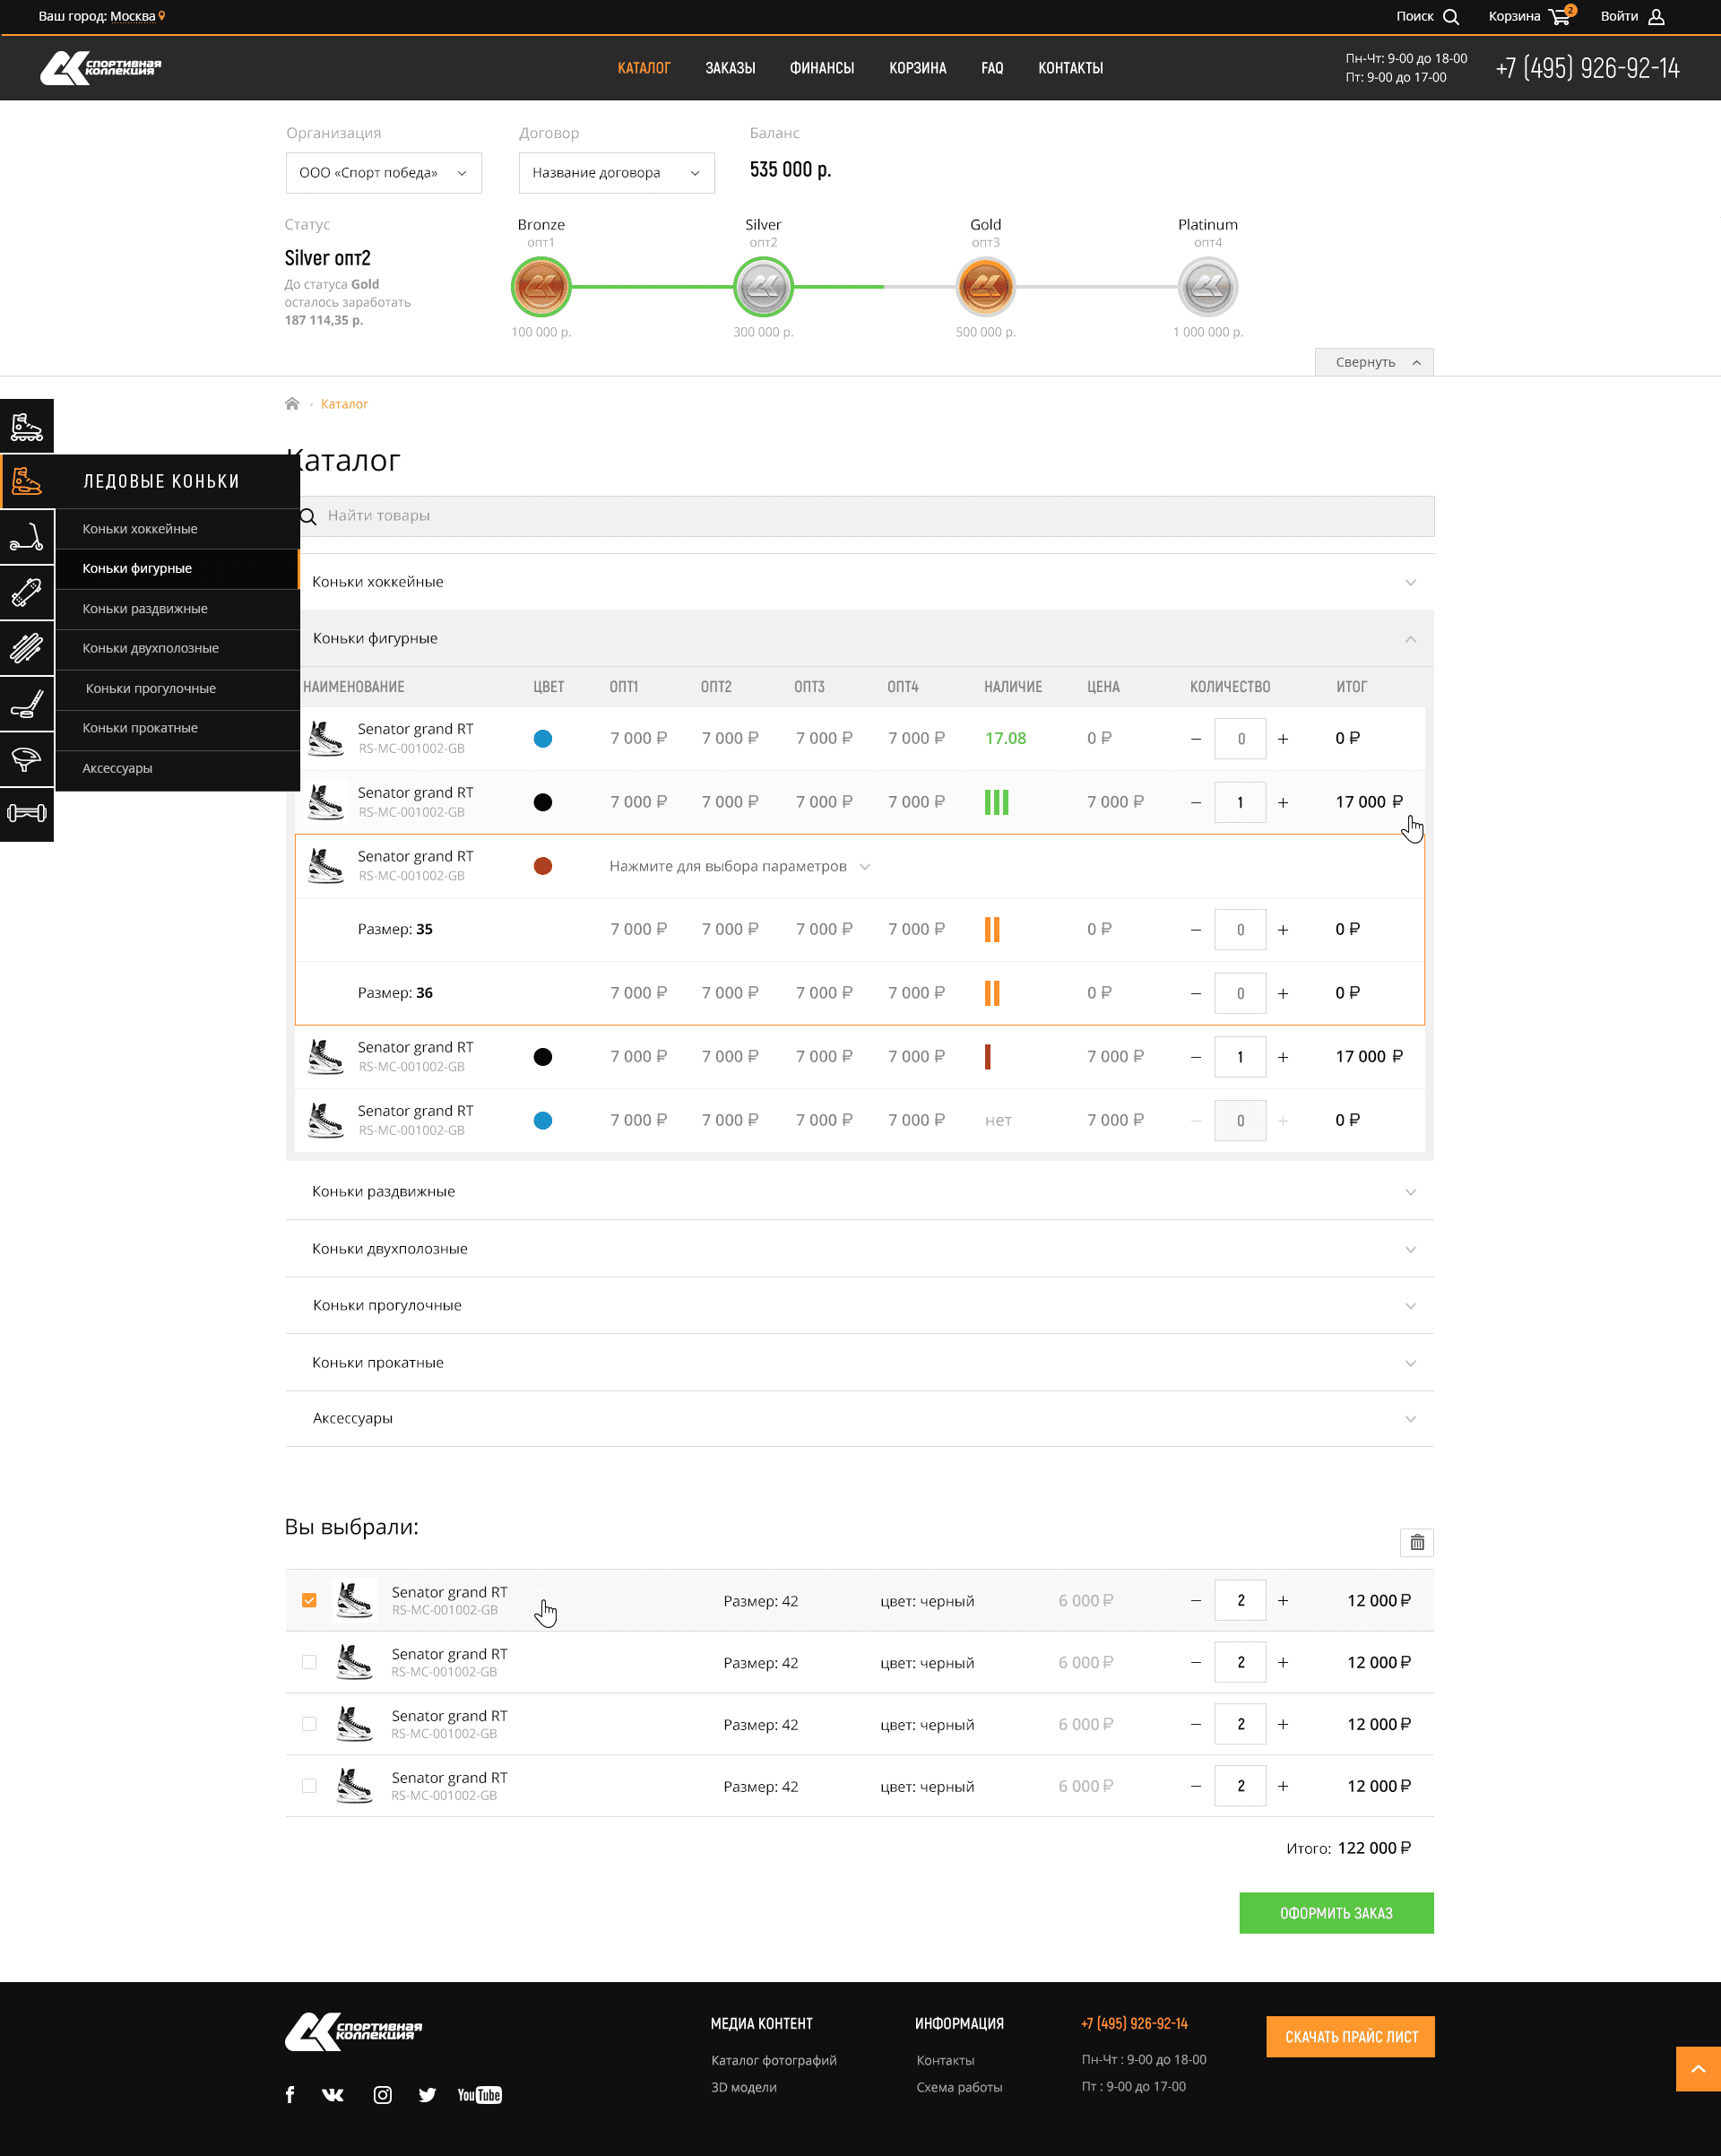 Ваш город: Москва
Поиск
Корзина
2
Войти
СПОРТИВНАЯ
КОЛЛЕКЦИЯ
КАТАЛОГ
ЗАКАЗЫ
ФИНАНСЫ
КОРЗИНА
FAQ
КОНТАКТЫ
Пн-Чт: 9-00 до 18-00
Пт: 9-00 до 17-00
+7 (495) 926-92-14
Организация
Договор
Баланс
ООО «Спорт победа»
Название договора
535 000 р.
Статус
Silver опт2
До статуса Gold
осталось заработать
187 114,35 р.
Bronze
опт1
100 000 р.
Silver
опт2
300 000 р.
Gold
опт3
500 000 р.
Platinum
опт4
1 000 000 р.
Свернуть
Каталог
Каталог
ЛЕДОВЫЕ КОНЬКИ
Коньки хоккейные
Коньки фигурные
Коньки раздвижные
Коньки двухполозные
Коньки прогулочные
Коньки прокатные
Аксессуары
Найти товары
Коньки хоккейные
Коньки фигурные
НАИМЕНОВАНИЕ ЦВЕТ ОПТ1 ОПТ2 ОПТ3 ОПТ4 НАЛИЧИЕ ЦЕНА КОЛИЧЕСТВО ИТОГ
Senator grand RT
RS-MC-001002-GB
7 000 ₽ 7 000 ₽ 7 000 ₽ 7 000 ₽ 17.08 0 ₽ − 0 + 0 ₽
Senator grand RT
RS-MC-001002-GB
7 000 ₽ 7 000 ₽ 7 000 ₽ 7 000 ₽ 7 000 ₽ − 1 + 17 000 ₽
Senator grand RT
RS-MC-001002-GB
Нажмите для выбора параметров
Размер: 35 7 000 ₽ 7 000 ₽ 7 000 ₽ 7 000 ₽ 0 ₽ − 0 + 0 ₽
Размер: 36 7 000 ₽ 7 000 ₽ 7 000 ₽ 7 000 ₽ 0 ₽ − 0 + 0 ₽
Senator grand RT
RS-MC-001002-GB
7 000 ₽ 7 000 ₽ 7 000 ₽ 7 000 ₽ 7 000 ₽ − 1 + 17 000 ₽
Senator grand RT
RS-MC-001002-GB
7 000 ₽ 7 000 ₽ 7 000 ₽ 7 000 ₽ нет 7 000 ₽ − 0 + 0 ₽
Коньки раздвижные
Коньки двухполозные
Коньки прогулочные
Коньки прокатные
Аксессуары
Вы выбрали:
Senator grand RT
RS-MC-001002-GB
Размер: 42 цвет: черный 6 000 ₽ − 2 + 12 000 ₽
Senator grand RT
RS-MC-001002-GB
Размер: 42 цвет: черный 6 000 ₽ − 2 + 12 000 ₽
Senator grand RT
RS-MC-001002-GB
Размер: 42 цвет: черный 6 000 ₽ − 2 + 12 000 ₽
Senator grand RT
RS-MC-001002-GB
Размер: 42 цвет: черный 6 000 ₽ − 2 + 12 000 ₽
Итого: 122 000 ₽
ОФОРМИТЬ ЗАКАЗ
СПОРТИВНАЯ
КОЛЛЕКЦИЯ
You Tube
МЕДИА КОНТЕНТ
Каталог фотографий
3D модели
ИНФОРМАЦИЯ
Контакты
Схема работы
+7 (495) 926-92-14
Пн-Чт : 9-00 до 18-00
Пт : 9-00 до 17-00
СКАЧАТЬ ПРАЙС ЛИСТ